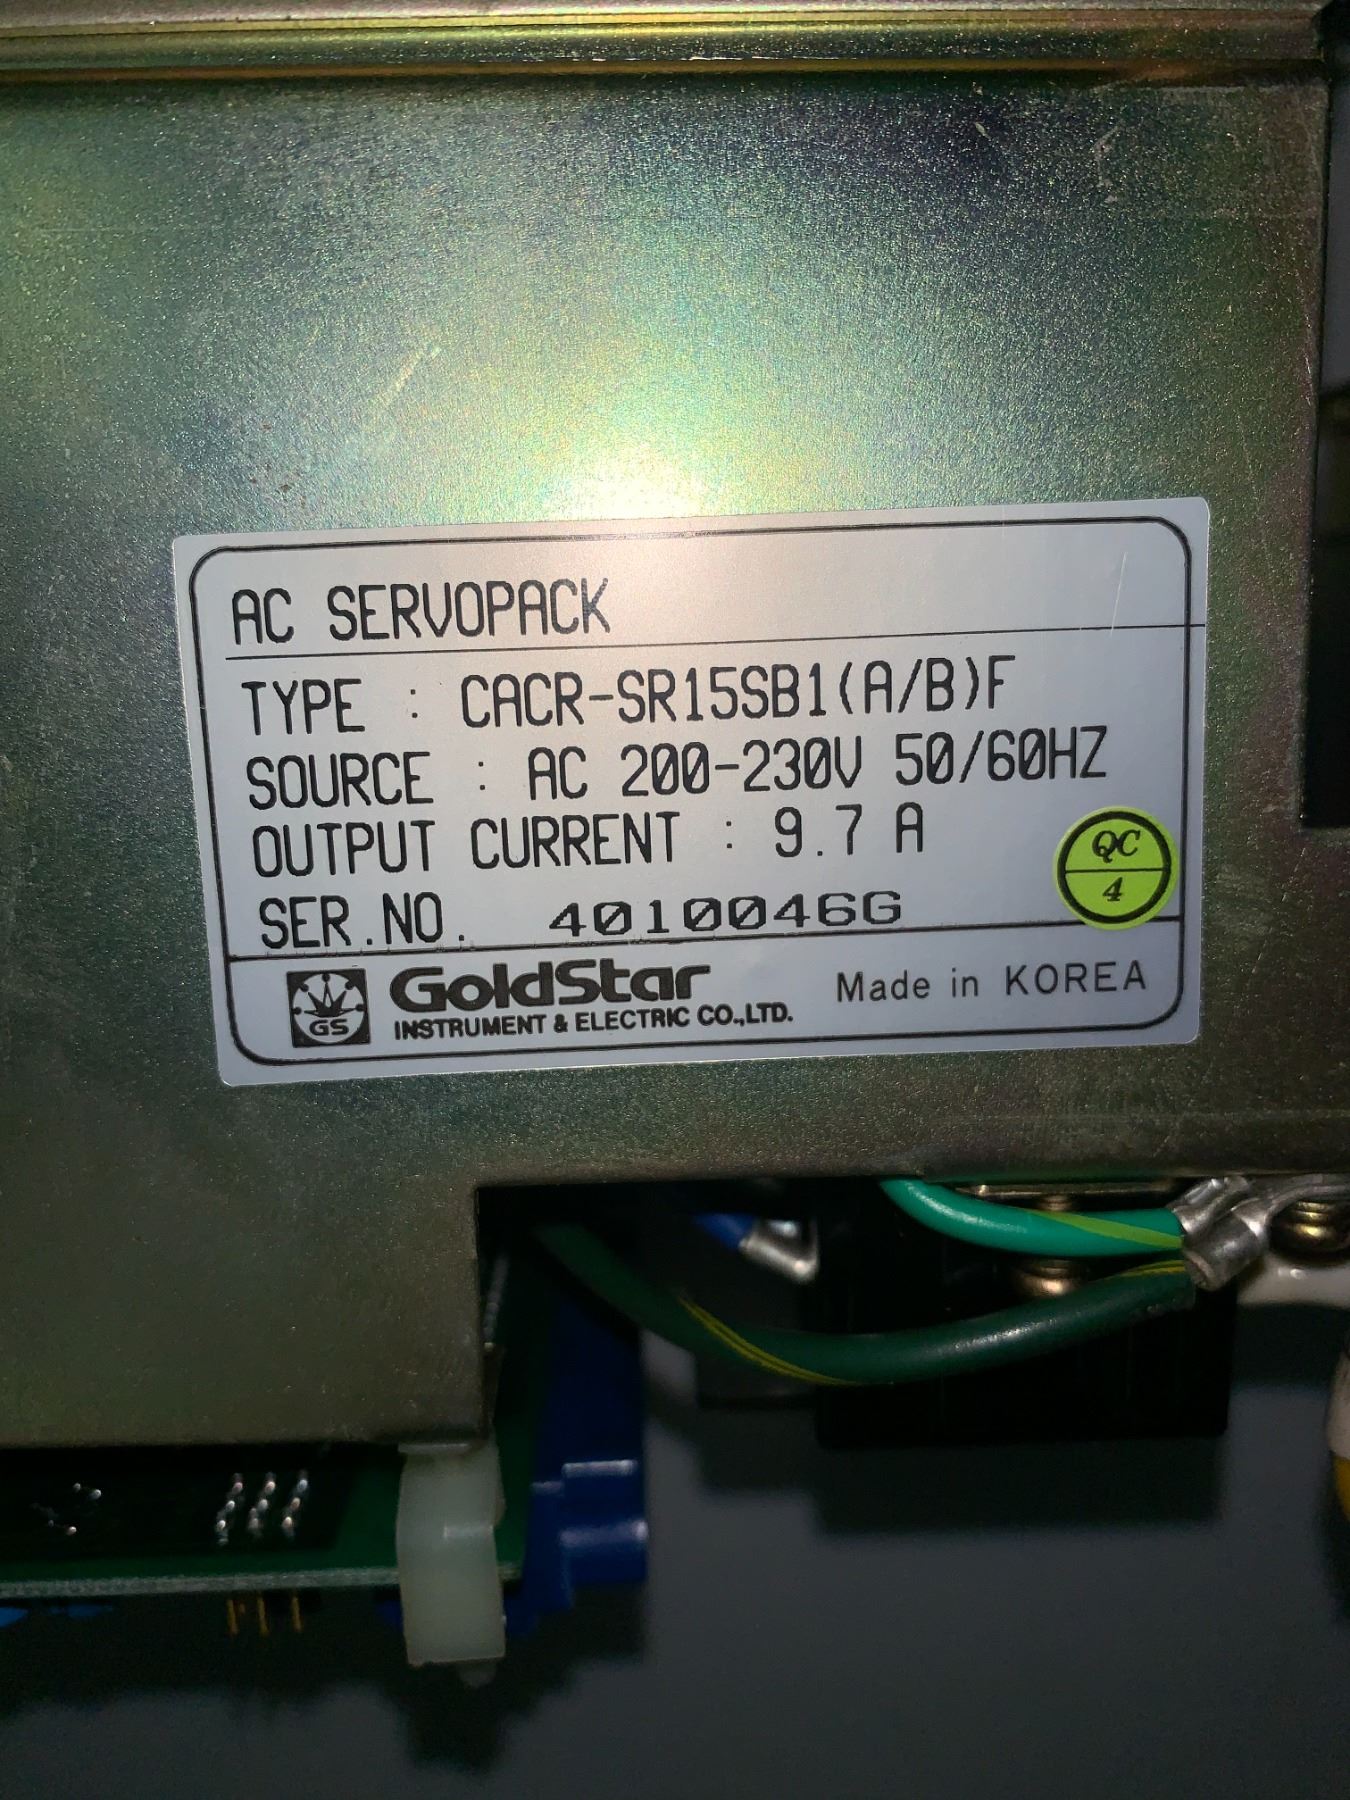 AC SERVOPACK
TYPE : CACR-SR15SB1(A/B)F
SOURCE : AC 200-230V 50/60HZ
OUTPUT CURRENT : 9.7 A
QC
4
SER.NO. 4010046G
GS
GoldStar
INSTRUMENT & ELECTRIC CO.,LTD.
Made in KOREA